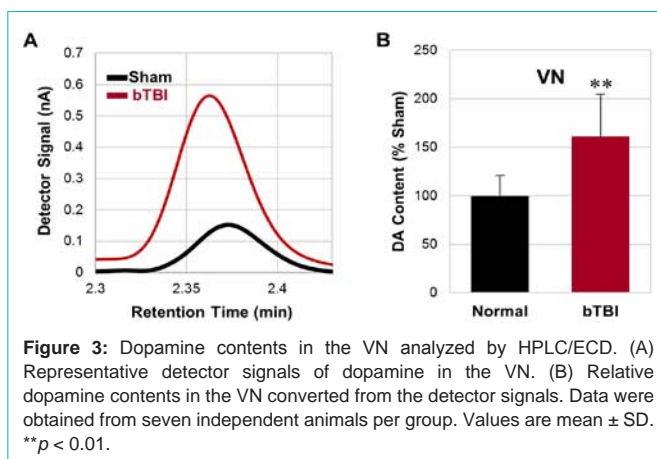 A
Detector Signal (nA)
0.7
0.6
0.5
0.4
0.3
0.2
0.1
0
Sham
bTBI
2.3
2.35
2.4
Retention Time (min)
B
DA Content (% Sham)
250
200
150
100
50
0
VN
**
Normal
bTBI
Figure 3: Dopamine contents in the VN analyzed by HPLC/ECD. (A)
Representative detector signals of dopamine in the VN. (B) Relative
dopamine contents in the VN converted from the detector signals. Data were
obtained from seven independent animals per group. Values are mean ± SD.
**p < 0.01.